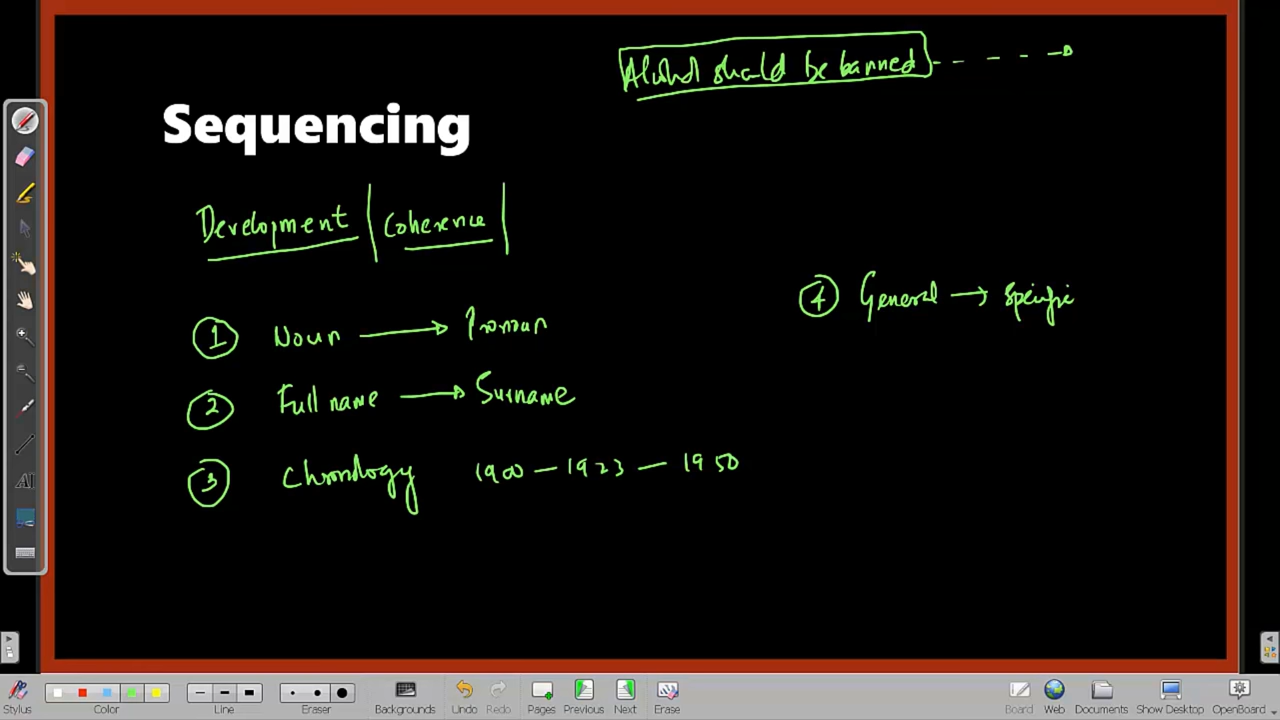 Alcohol should be banned
Sequencing
Development | Coherence |
1 Noun → Pronoun
2 Full name → Surname
3 Chronology 1900 — 1923 — 1950
4 General → Specific
Stylus Color Line Eraser Backgrounds Undo Redo Pages Previous Next Erase Board Web Documents Show Desktop OpenBoard